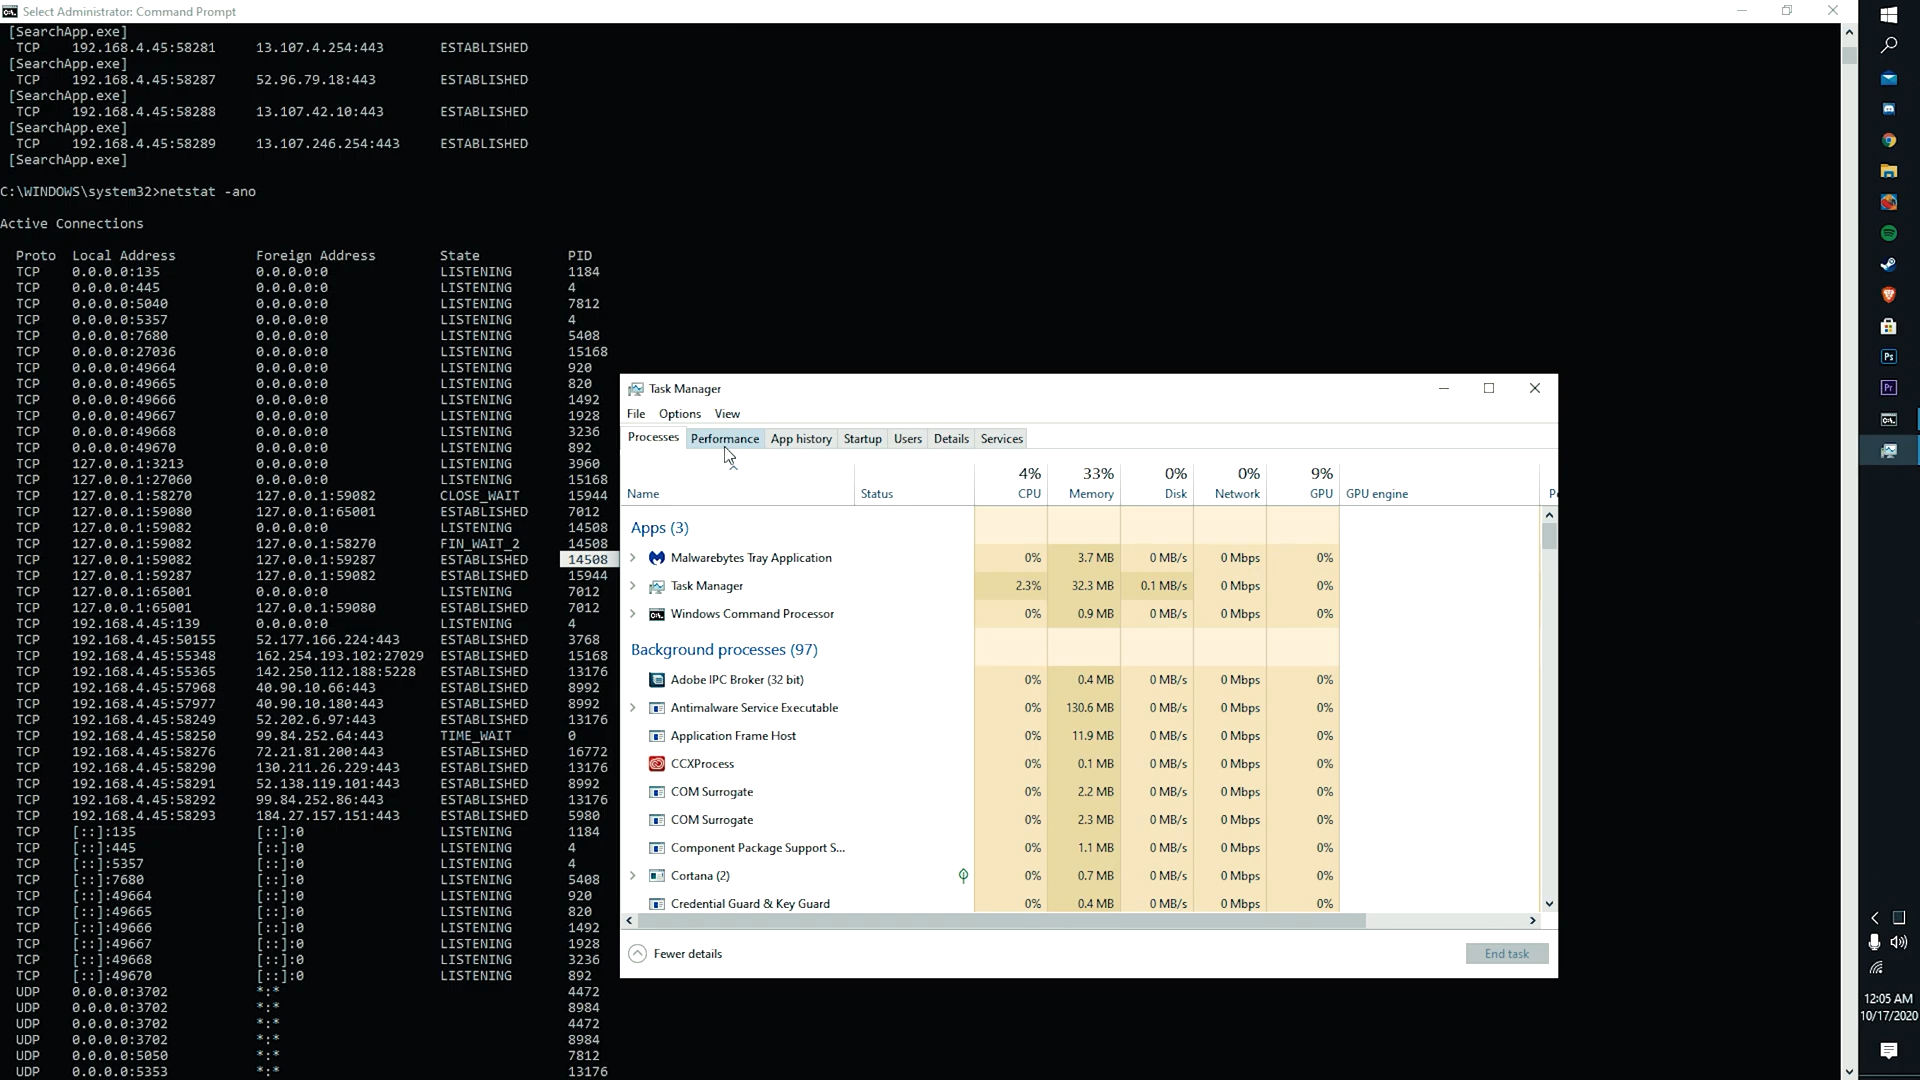 Select Administrator: Command Prompt
[SearchApp.exe]
TCP 192.168.4.45:58281 13.107.4.254:443 ESTABLISHED
[SearchApp.exe]
TCP 192.168.4.45:58287 52.96.79.18:443 ESTABLISHED
[SearchApp.exe]
TCP 192.168.4.45:58288 13.107.42.10:443 ESTABLISHED
[SearchApp.exe]
TCP 192.168.4.45:58289 13.107.246.254:443 ESTABLISHED
[SearchApp.exe]
C:\WINDOWS\system32>netstat -ano
Active Connections
Proto Local Address Foreign Address State PID
TCP 0.0.0.0:135 0.0.0.0:0 LISTENING 1184
TCP 0.0.0.0:445 0.0.0.0:0 LISTENING 4
TCP 0.0.0.0:5040 0.0.0.0:0 LISTENING 7812
TCP 0.0.0.0:5357 0.0.0.0:0 LISTENING 4
TCP 0.0.0.0:7680 0.0.0.0:0 LISTENING 5408
TCP 0.0.0.0:27036 0.0.0.0:0 LISTENING 15168
TCP 0.0.0.0:49664 0.0.0.0:0 LISTENING 920
TCP 0.0.0.0:49665 0.0.0.0:0 LISTENING 820
TCP 0.0.0.0:49666 0.0.0.0:0 LISTENING 1492
TCP 0.0.0.0:49667 0.0.0.0:0 LISTENING 1928
TCP 0.0.0.0:49668 0.0.0.0:0 LISTENING 3236
TCP 0.0.0.0:49670 0.0.0.0:0 LISTENING 892
TCP 127.0.0.1:3213 0.0.0.0:0 LISTENING 3960
TCP 127.0.0.1:27060 0.0.0.0:0 LISTENING 15168
TCP 127.0.0.1:58270 127.0.0.1:59082 CLOSE_WAIT 15944
TCP 127.0.0.1:59080 127.0.0.1:65001 ESTABLISHED 7012
TCP 127.0.0.1:59082 0.0.0.0:0 LISTENING 14508
TCP 127.0.0.1:59082 127.0.0.1:58270 FIN_WAIT_2 14508
TCP 127.0.0.1:59082 127.0.0.1:59287 ESTABLISHED 14508
TCP 127.0.0.1:59287 127.0.0.1:59082 ESTABLISHED 15944
TCP 127.0.0.1:65001 0.0.0.0:0 LISTENING 7012
TCP 127.0.0.1:65001 127.0.0.1:59080 ESTABLISHED 7012
TCP 192.168.4.45:139 0.0.0.0:0 LISTENING 4
TCP 192.168.4.45:50155 52.177.166.224:443 ESTABLISHED 3768
TCP 192.168.4.45:55348 162.254.193.102:27029 ESTABLISHED 15168
TCP 192.168.4.45:55365 142.250.112.188:5228 ESTABLISHED 13176
TCP 192.168.4.45:57968 40.90.10.66:443 ESTABLISHED 8992
TCP 192.168.4.45:57977 40.90.10.180:443 ESTABLISHED 8992
TCP 192.168.4.45:58249 52.202.6.97:443 ESTABLISHED 13176
TCP 192.168.4.45:58250 99.84.252.64:443 TIME_WAIT 0
TCP 192.168.4.45:58276 72.21.81.200:443 ESTABLISHED 16772
TCP 192.168.4.45:58290 130.211.26.229:443 ESTABLISHED 13176
TCP 192.168.4.45:58291 52.138.119.101:443 ESTABLISHED 8992
TCP 192.168.4.45:58292 99.84.252.86:443 ESTABLISHED 13176
TCP 192.168.4.45:58293 184.27.157.151:443 ESTABLISHED 5980
TCP [::]:135 [::]:0 LISTENING 1184
TCP [::]:445 [::]:0 LISTENING 4
TCP [::]:5357 [::]:0 LISTENING 4
TCP [::]:7680 [::]:0 LISTENING 5408
TCP [::]:49664 [::]:0 LISTENING 920
TCP [::]:49665 [::]:0 LISTENING 820
TCP [::]:49666 [::]:0 LISTENING 1492
TCP [::]:49667 [::]:0 LISTENING 1928
TCP [::]:49668 [::]:0 LISTENING 3236
TCP [::]:49670 [::]:0 LISTENING 892
UDP 0.0.0.0:3702 *:* 4472
UDP 0.0.0.0:3702 *:* 8984
UDP 0.0.0.0:3702 *:* 4472
UDP 0.0.0.0:3702 *:* 8984
UDP 0.0.0.0:5050 *:* 7812
UDP 0.0.0.0:5353 *:* 13176
Task Manager
File Options View
Processes Performance App history Startup Users Details Services
4% 33% 0% 0% 9%
Name Status CPU Memory Disk Network GPU GPU engine
Apps (3)
Malwarebytes Tray Application 0% 3.7 MB 0 MB/s 0 Mbps 0%
Task Manager 2.3% 32.3 MB 0.1 MB/s 0 Mbps 0%
Windows Command Processor 0% 0.9 MB 0 MB/s 0 Mbps 0%
Background processes (97)
Adobe IPC Broker (32 bit) 0% 0.4 MB 0 MB/s 0 Mbps 0%
Antimalware Service Executable 0% 130.6 MB 0 MB/s 0 Mbps 0%
Application Frame Host 0% 11.9 MB 0 MB/s 0 Mbps 0%
CCXProcess 0% 0.1 MB 0 MB/s 0 Mbps 0%
COM Surrogate 0% 2.2 MB 0 MB/s 0 Mbps 0%
COM Surrogate 0% 2.3 MB 0 MB/s 0 Mbps 0%
Component Package Support S... 0% 1.1 MB 0 MB/s 0 Mbps 0%
Cortana (2) 0% 0.7 MB 0 MB/s 0 Mbps 0%
Credential Guard & Key Guard 0% 0.4 MB 0 MB/s 0 Mbps 0%
Fewer details
End task
Ps
Pr
12:05 AM
10/17/2020